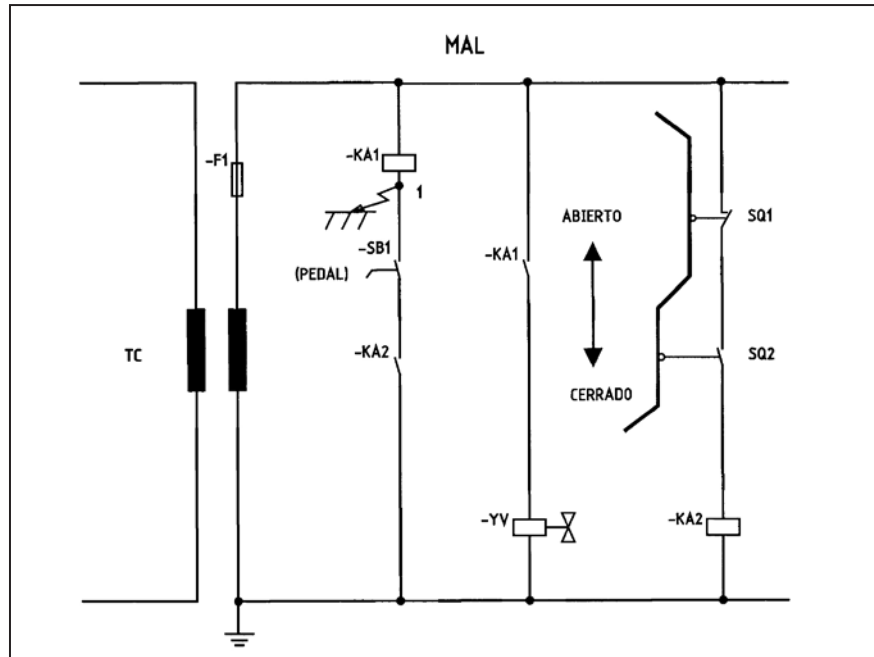 MAL
-F1
-KA1
1
ABIERTO
SQ1
-SB1
(PEDAL)
-KA1
-KA2
TC
SQ2
CERRADO
-YV
-KA2